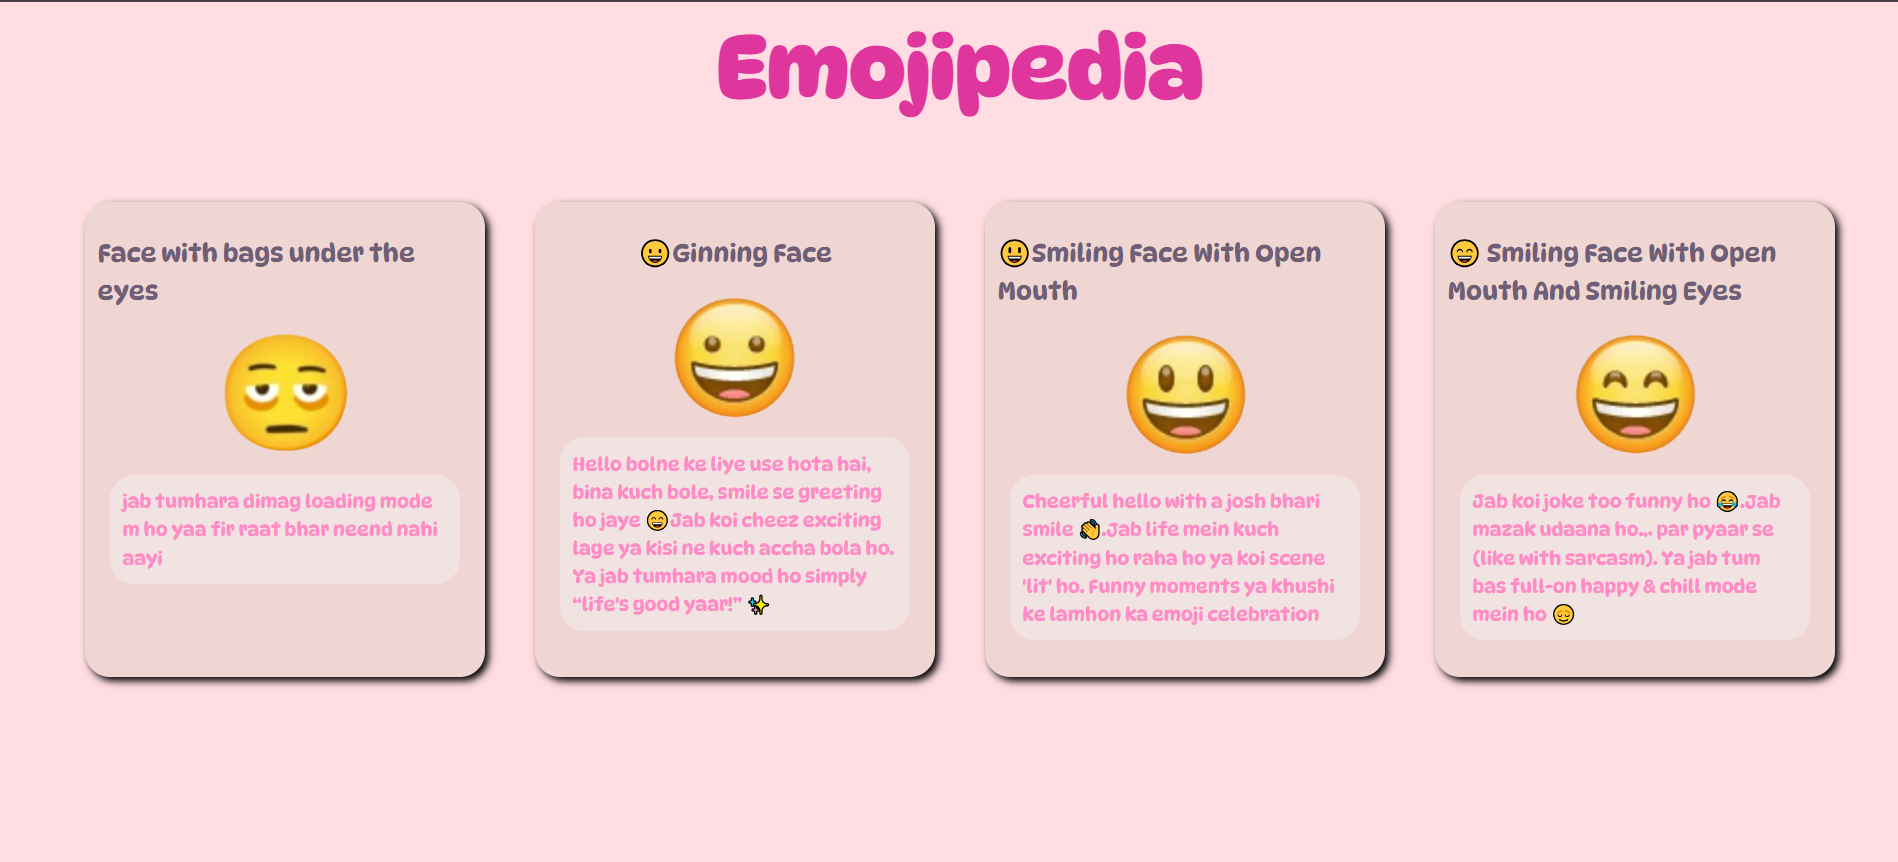 Emojipedia
Face with bags under the
eyes
jab tumhara dimag loading mode
m ho yaa fir raat bhar neend nahi
aayi
😀Ginning Face
Hello bolne ke liye use hota hai,
bina kuch bole, smile se greeting
ho jaye 😄Jab koi cheez exciting
lage ya kisi ne kuch accha bola ho.
Ya jab tumhara mood ho simply
“life's good yaar!” ✨
😃Smiling Face With Open
Mouth
Cheerful hello with a josh bhari
smile 👏.Jab life mein kuch
exciting ho raha ho ya koi scene
'lit' ho. Funny moments ya khushi
ke lamhon ka emoji celebration
😄 Smiling Face With Open
Mouth And Smiling Eyes
Jab koi joke too funny ho 😂.Jab
mazak udaana ho... par pyaar se
(like with sarcasm). Ya jab tum
bas full-on happy & chill mode
mein ho 😌